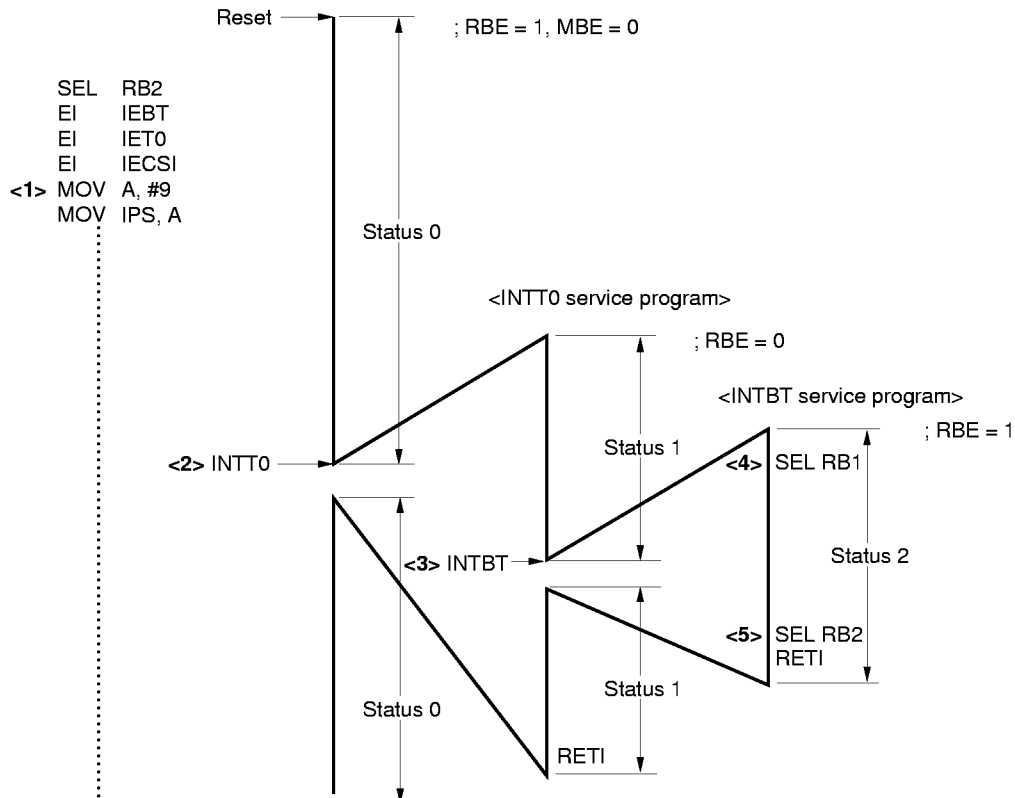 Reset
; RBE = 1, MBE = 0
SEL RB2
EI IEBT
EI IET0
EI IECSI
<1> MOV A, #9
MOV IPS, A
Status 0
<INTT0 service program>
; RBE = 0
<INTBT service program>
; RBE = 1
Status 1
<2> INTT0
<4> SEL RB1
<3> INTBT
Status 2
<5> SEL RB2
RETI
Status 1
Status 0
RETI